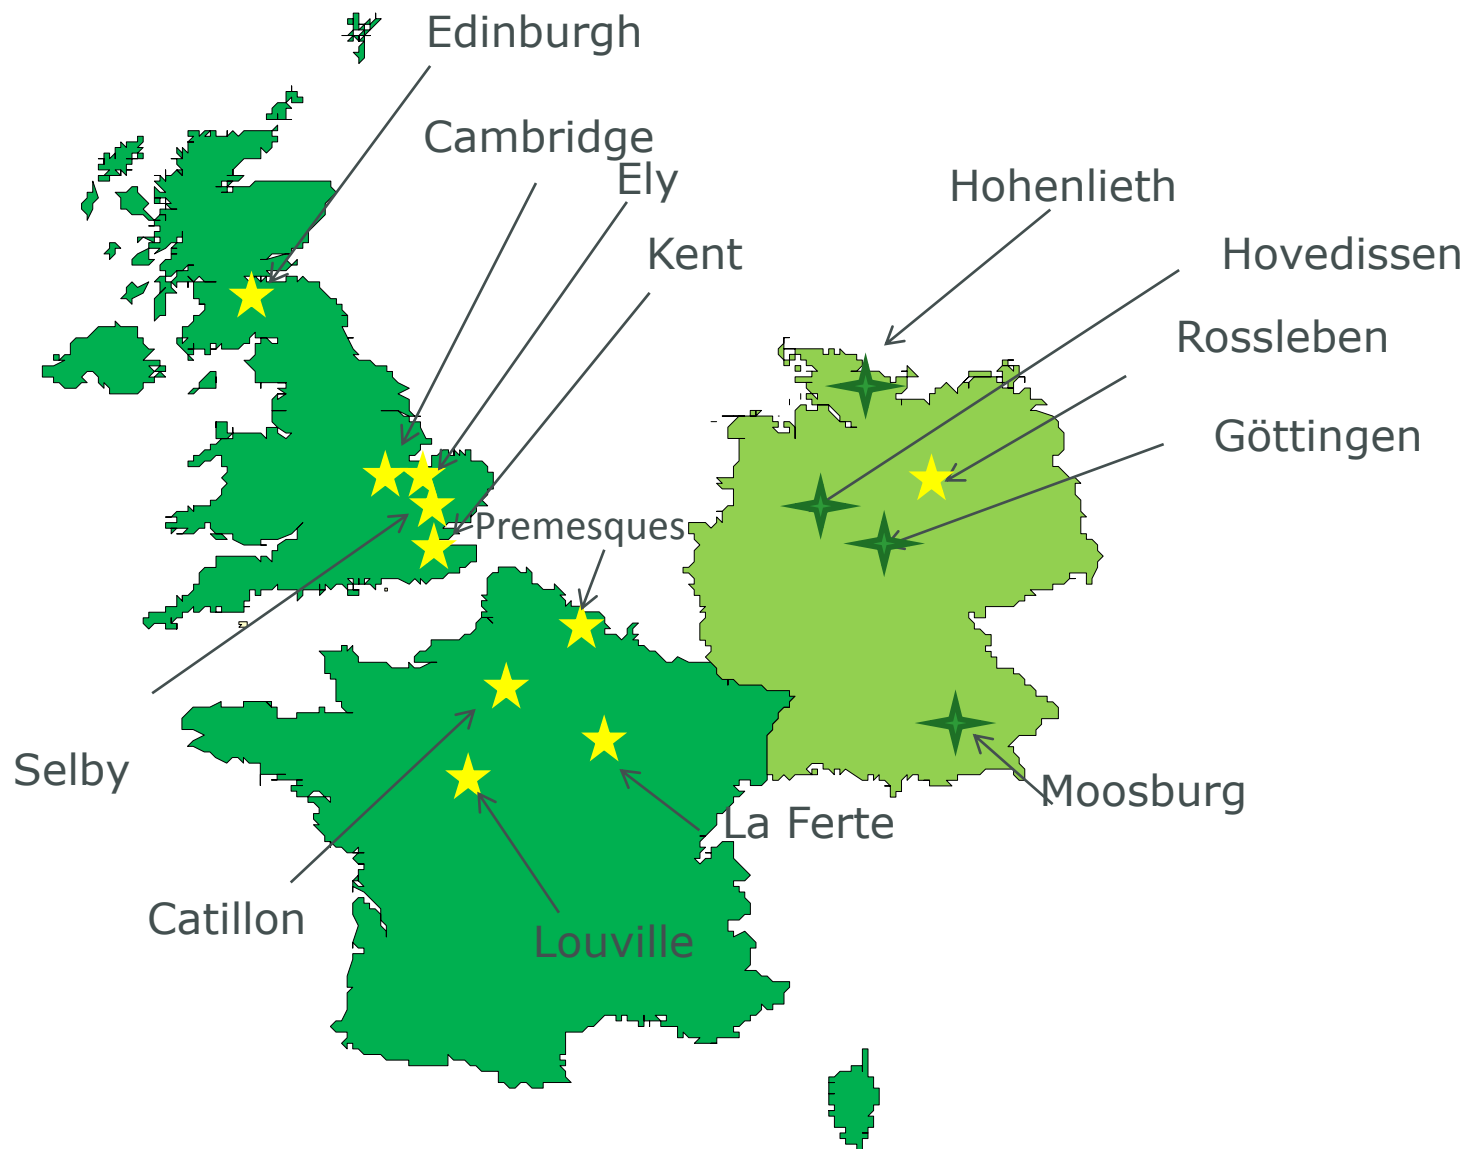 Edinburgh
Cambridge
Ely
Hohenlieth
Kent
Hovedissen
Rossleben
Göttingen
Premesques
Selby
Moosburg
La Ferte
Catillon
Louville